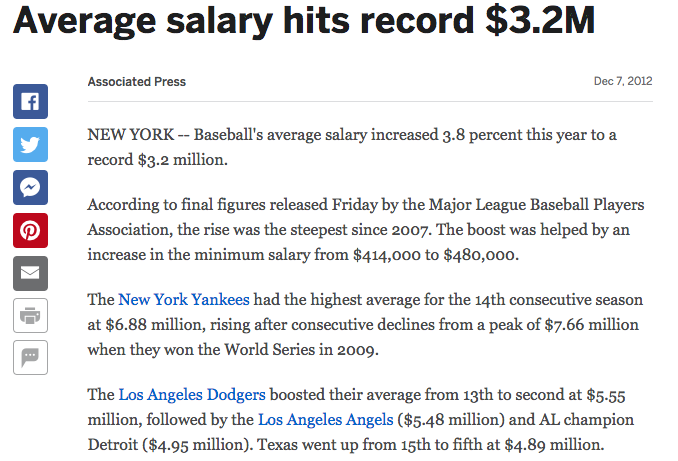 Average salary hits record $3.2M
Associated Press
Dec 7, 2012
NEW YORK -- Baseball's average salary increased 3.8 percent this year to a
record $3.2 million.
According to final figures released Friday by the Major League Baseball Players
Association, the rise was the steepest since 2007. The boost was helped by an
increase in the minimum salary from $414,000 to $480,000.
The New York Yankees had the highest average for the 14th consecutive season
at $6.88 million, rising after consecutive declines from a peak of $7.66 million
when they won the World Series in 2009.
The Los Angeles Dodgers boosted their average from 13th to second at $5.55
million, followed by the Los Angeles Angels ($5.48 million) and AL champion
Detroit ($4.95 million). Texas went up from 15th to fifth at $4.89 million.